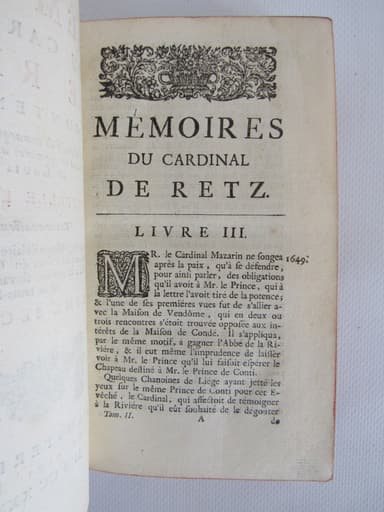 MÉMOIRES
DU CARDINAL
DE RETZ.
LIVRE III.
MR. le Cardinal Mazarin ne songea 1649.
après la paix, qu'à se défendre,
pour ainsi parler, des obligations
qu'il avoit à Mr. le Prince, qui à
la lettre l'avoit tiré de la potence;
& l'une de ses premières vues fut de s'allier a-
vec la Maison de Vendôme, qui en deux ou
trois rencontres s'étoit trouvée opposée aux in-
térêts de la Maison de Condé. Il s'appliqua,
par le même motif, à gagner l'Abbé de la Ri-
vière, & il eut même l'imprudence de laisser
voir à Mr. le Prince qu'il lui faisoit espérer le
Chapeau destiné à Mr. le Prince de Conti.
Quelques Chanoines de Liège ayant jetté les
yeux sur le même Prince de Conti pour cet E-
vêché, le Cardinal, qui affectoit de témoigner
à la Rivière qu'il eût souhaité de le dégoûter
Tom. II. A de